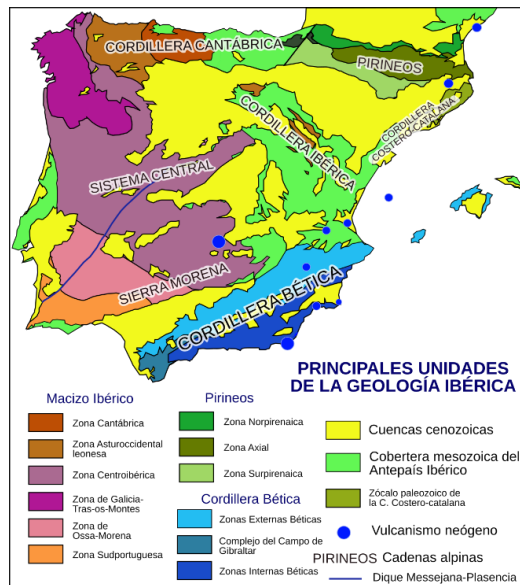 CORDILLERA CANTÁBRICA
PIRINEOS
CORDILLERA
COSTERO-CATALANA
CORDILLERA IBÉRICA
SISTEMA CENTRAL
SIERRA MORENA
CORDILLERA BÉTICA
PRINCIPALES UNIDADES
DE LA GEOLOGÍA IBÉRICA
Macizo Ibérico
Zona Cantábrica
Zona Asturoccidental
leonesa
Zona Centroibérica
Zona de Galicia-
Tras-os-Montes
Zona de
Ossa-Morena
Zona Sudportuguesa
Pirineos
Zona Norpirenaica
Zona Axial
Zona Surpirenaica
Cordillera Bética
Zonas Externas Béticas
Complejo del Campo de
Gibraltar
Zonas Internas Béticas
Cuencas cenozoicas
Cobertera mesozoica del
Antepaís Ibérico
Zócalo paleozoico de
la C. Costero-catalana
Vulcanismo neógeno
PIRINEOS Cadenas alpinas
Dique Messejana-Plasencia